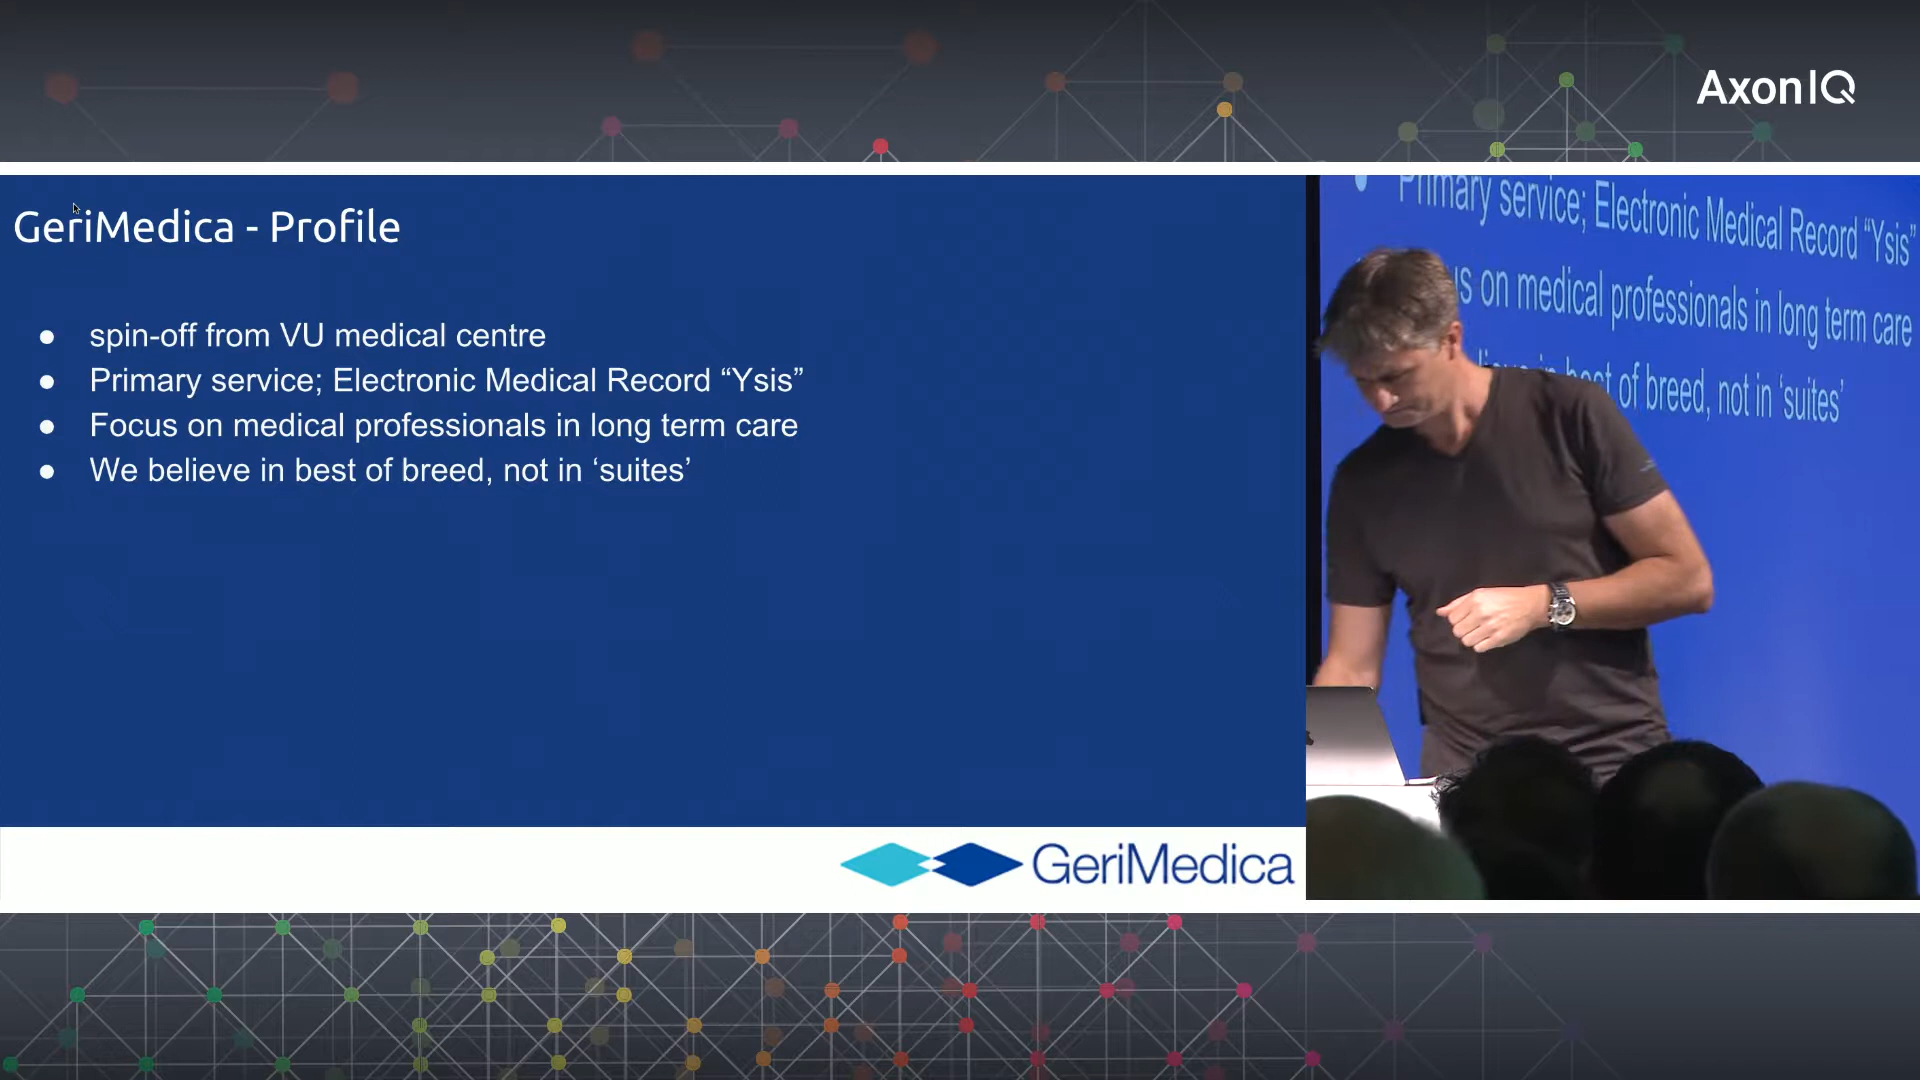 AxonIQ
GeriMedica - Profile
● spin-off from VU medical centre
● Primary service; Electronic Medical Record “Ysis”
● Focus on medical professionals in long term care
● We believe in best of breed, not in ‘suites’
GeriMedica
● Primary service; Electronic Medical Record “Ysis”
on medical professionals in long term care
best of breed, not in ‘suites’